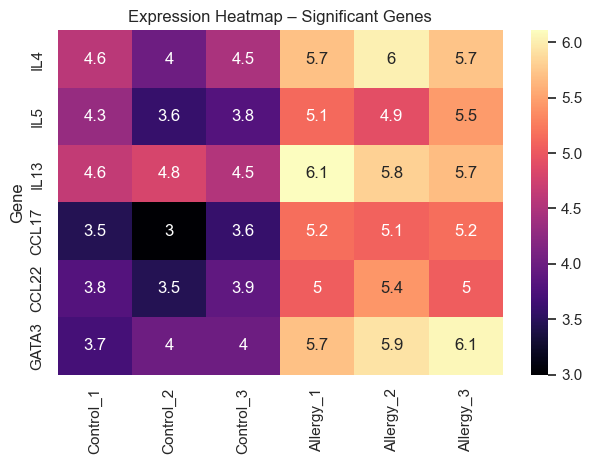 Expression Heatmap – Significant Genes
Gene
IL4 4.6 4 4.5 5.7 6 5.7
IL5 4.3 3.6 3.8 5.1 4.9 5.5
IL13 4.6 4.8 4.5 6.1 5.8 5.7
CCL17 3.5 3 3.6 5.2 5.1 5.2
CCL22 3.8 3.5 3.9 5 5.4 5
GATA3 3.7 4 4 5.7 5.9 6.1
Control_1 Control_2 Control_3 Allergy_1 Allergy_2 Allergy_3
6.0
5.5
5.0
4.5
4.0
3.5
3.0